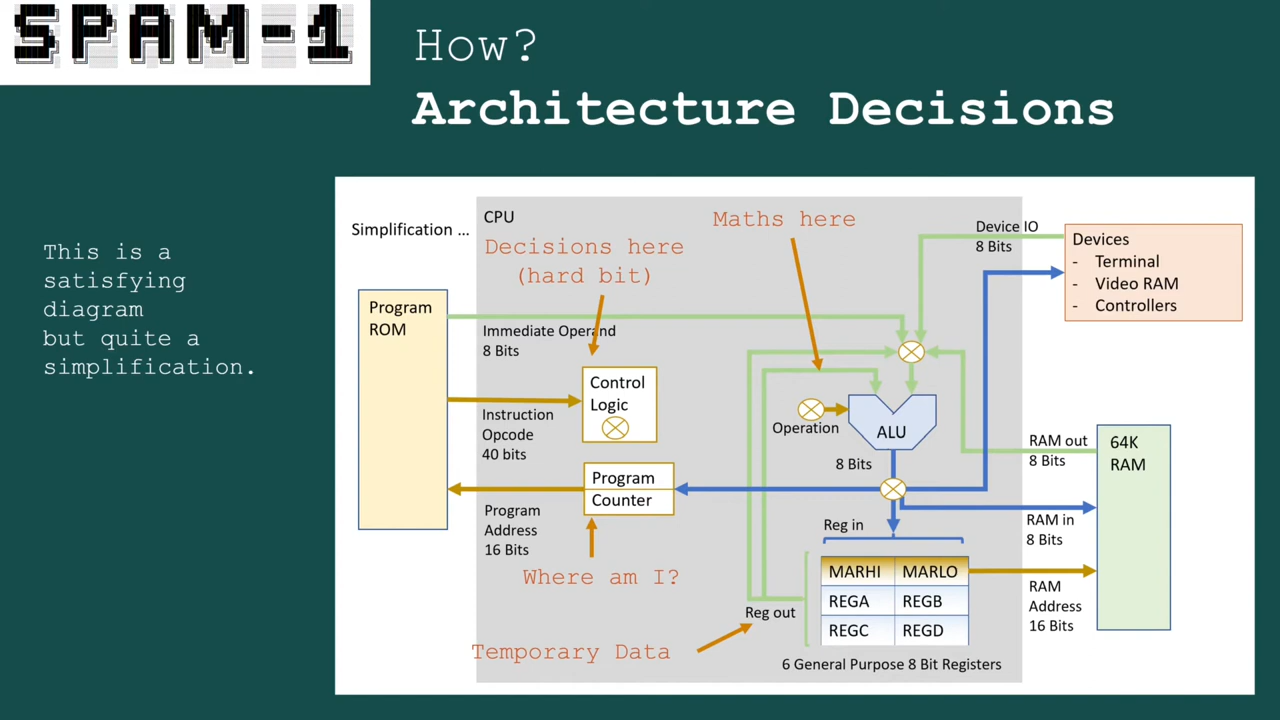 SPAM-1
How?
Architecture Decisions
This is a
satisfying
diagram
but quite a
simplification.
Simplification ...
CPU
Decisions here
(hard bit)
Maths here
Device IO
8 Bits
Devices
- Terminal
- Video RAM
- Controllers
Program
ROM
Immediate Operand
8 Bits
Control
Logic
Instruction
Opcode
40 bits
Operation
ALU
8 Bits
RAM out
8 Bits
64K
RAM
Program
Counter
Program
Address
16 Bits
Where am I?
Reg in
RAM in
8 Bits
MARHI MARLO
REGA REGB
REGC REGD
RAM
Address
16 Bits
Reg out
Temporary Data
6 General Purpose 8 Bit Registers